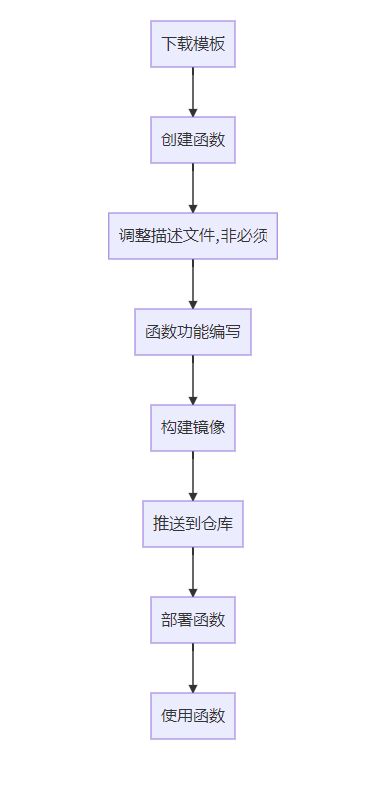 下载模板
创建函数
调整描述文件,非必须
函数功能编写
构建镜像
推送到仓库
部署函数
使用函数